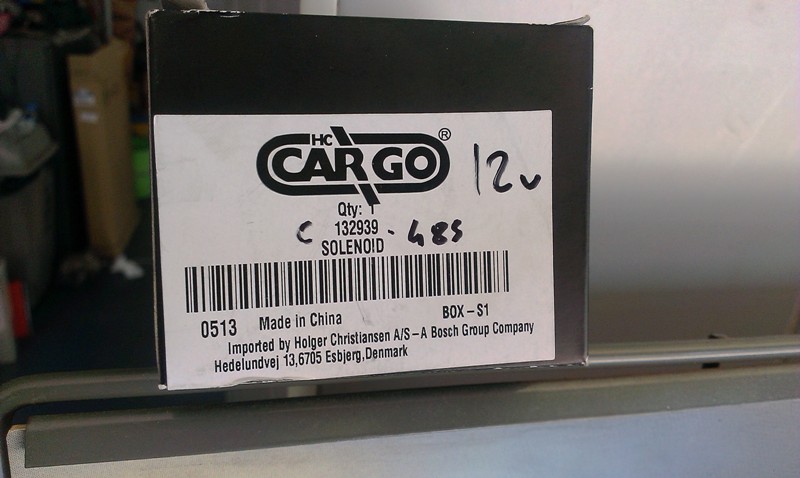 HC
CARGO ® 12v
Qty: 1
C 132939 - 485
SOLENOID
0513 Made in China BOX-S1
Imported by Holger Christiansen A/S-A Bosch Group Company
Hedelundvej 13,6705 Esbjerg,Denmark